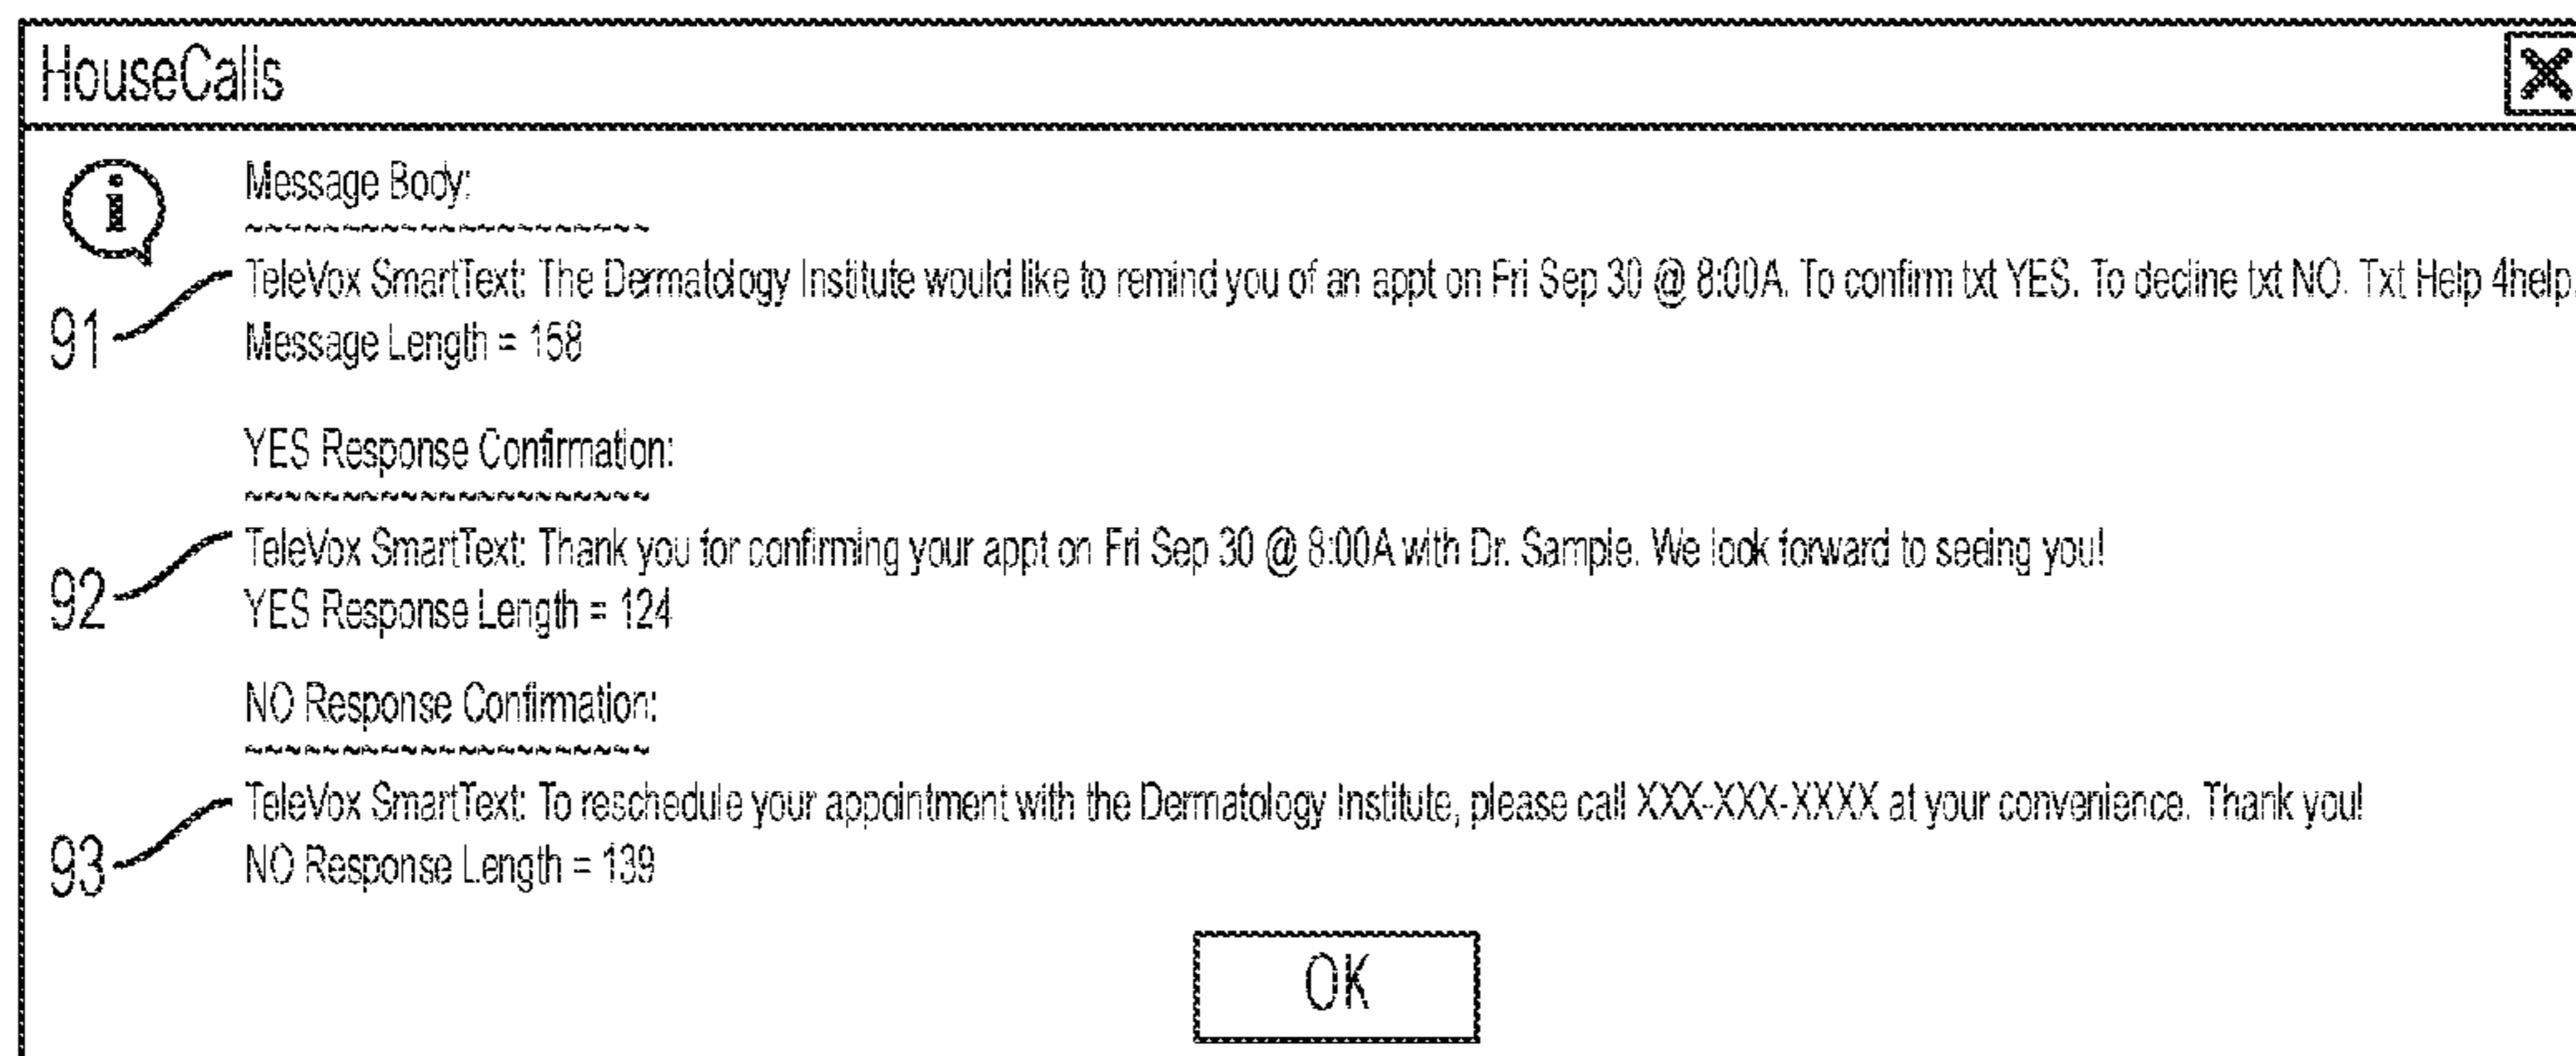 HouseCalls
Message Body:
~~~~~~~~~~~~~~~~~~~~~
91 TeleVox SmartText: The Dermatology Institute would like to remind you of an appt on Fri Sep 30 @ 8:00A. To confirm txt YES. To decline txt NO. Txt Help 4help.
Message Length = 158
YES Response Confirmation:
~~~~~~~~~~~~~~~~~~~~~
92 TeleVox SmartText: Thank you for confirming your appt on Fri Sep 30 @ 8:00A with Dr. Sample. We look forward to seeing you!
YES Response Length = 124
NO Response Confirmation:
~~~~~~~~~~~~~~~~~~~~~
93 TeleVox SmartText: To reschedule your appointment with the Dermatology Institute, please call XXX-XXX-XXXX at your convenience. Thank you!
NO Response Length = 139
OK